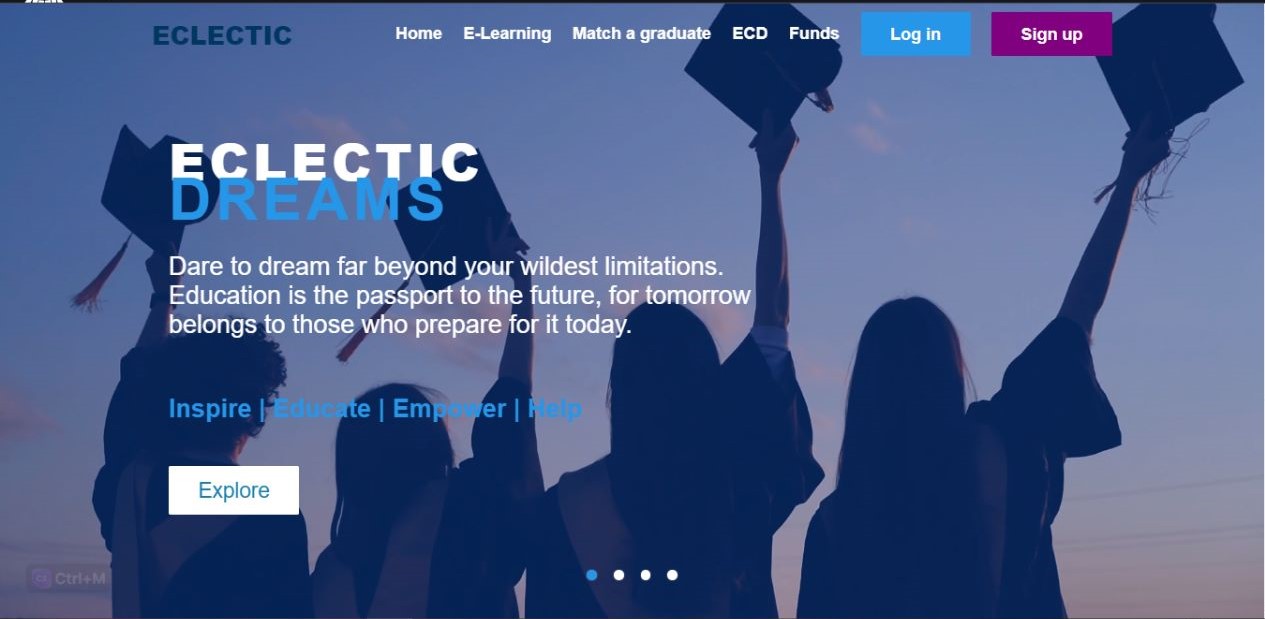 ECLECTIC
Home E-Learning Match a graduate ECD Funds Log in Sign up
ECLECTIC
DREAMS
Dare to dream far beyond your wildest limitations.
Education is the passport to the future, for tomorrow
belongs to those who prepare for it today.
Inspire | Educate | Empower | Help
Explore
Ctrl+M